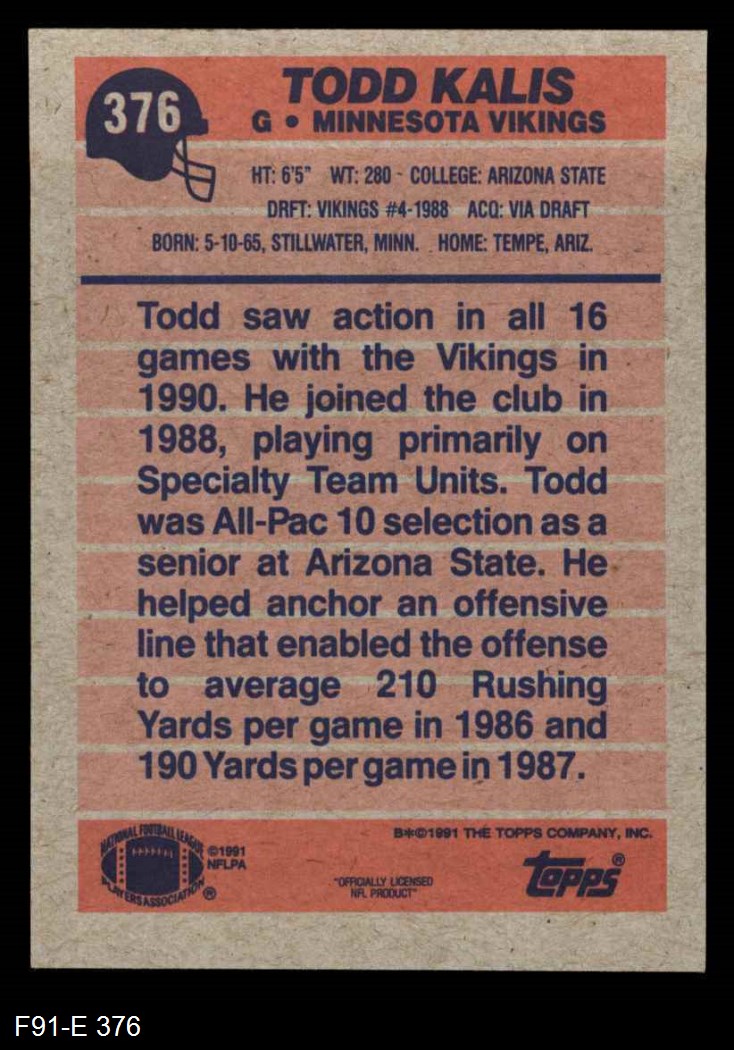 376
TODD KALIS
G • MINNESOTA VIKINGS
HT: 6'5" WT: 280 - COLLEGE: ARIZONA STATE
DRFT: VIKINGS #4-1988 ACQ: VIA DRAFT
BORN: 5-10-65, STILLWATER, MINN. HOME: TEMPE, ARIZ.
Todd saw action in all 16
games with the Vikings in
1990. He joined the club in
1988, playing primarily on
Specialty Team Units. Todd
was All-Pac 10 selection as a
senior at Arizona State. He
helped anchor an offensive
line that enabled the offense
to average 210 Rushing
Yards per game in 1986 and
190 Yards per game in 1987.
NATIONAL FOOTBALL LEAGUE
PLAYERS ASSOCIATION ®
©1991
NFLPA
B*©1991 THE TOPPS COMPANY, INC.
"OFFICIALLY LICENSED
NFL PRODUCT"
topps®
F91-E 376